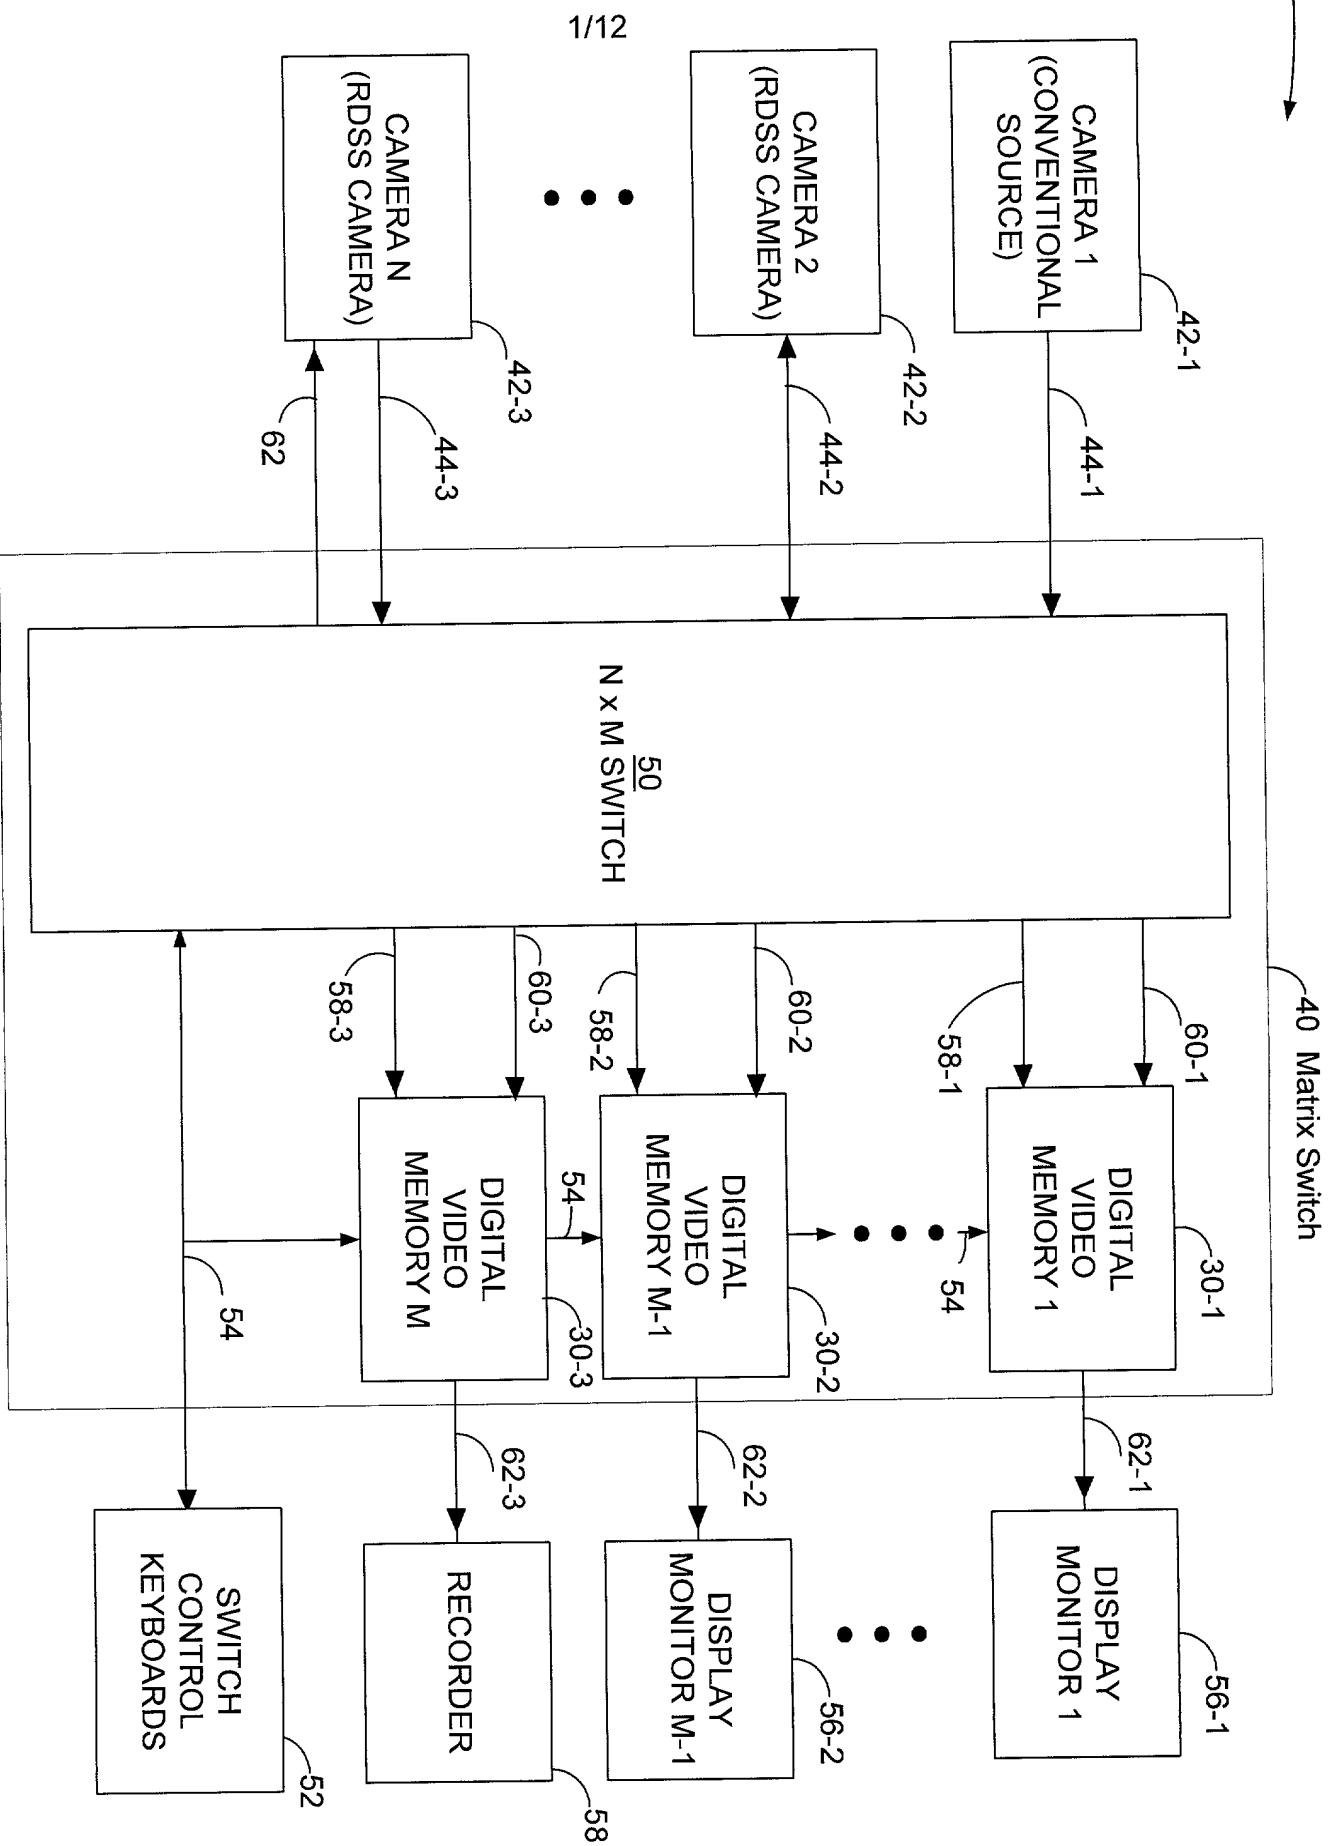 1/12
40 Matrix Switch
CAMERA 1
(CONVENTIONAL
SOURCE)
42-1
44-1
CAMERA 2
(RDSS CAMERA)
42-2
44-2
CAMERA N
(RDSS CAMERA)
42-3
44-3
62
50
N x M SWITCH
60-1
58-1
60-2
58-2
60-3
58-3
DIGITAL
VIDEO
MEMORY 1
30-1
54
DIGITAL
VIDEO
MEMORY M-1
30-2
54
DIGITAL
VIDEO
MEMORY M
30-3
54
62-1
62-2
62-3
DISPLAY
MONITOR 1
56-1
DISPLAY
MONITOR M-1
56-2
RECORDER
58
SWITCH
CONTROL
KEYBOARDS
52